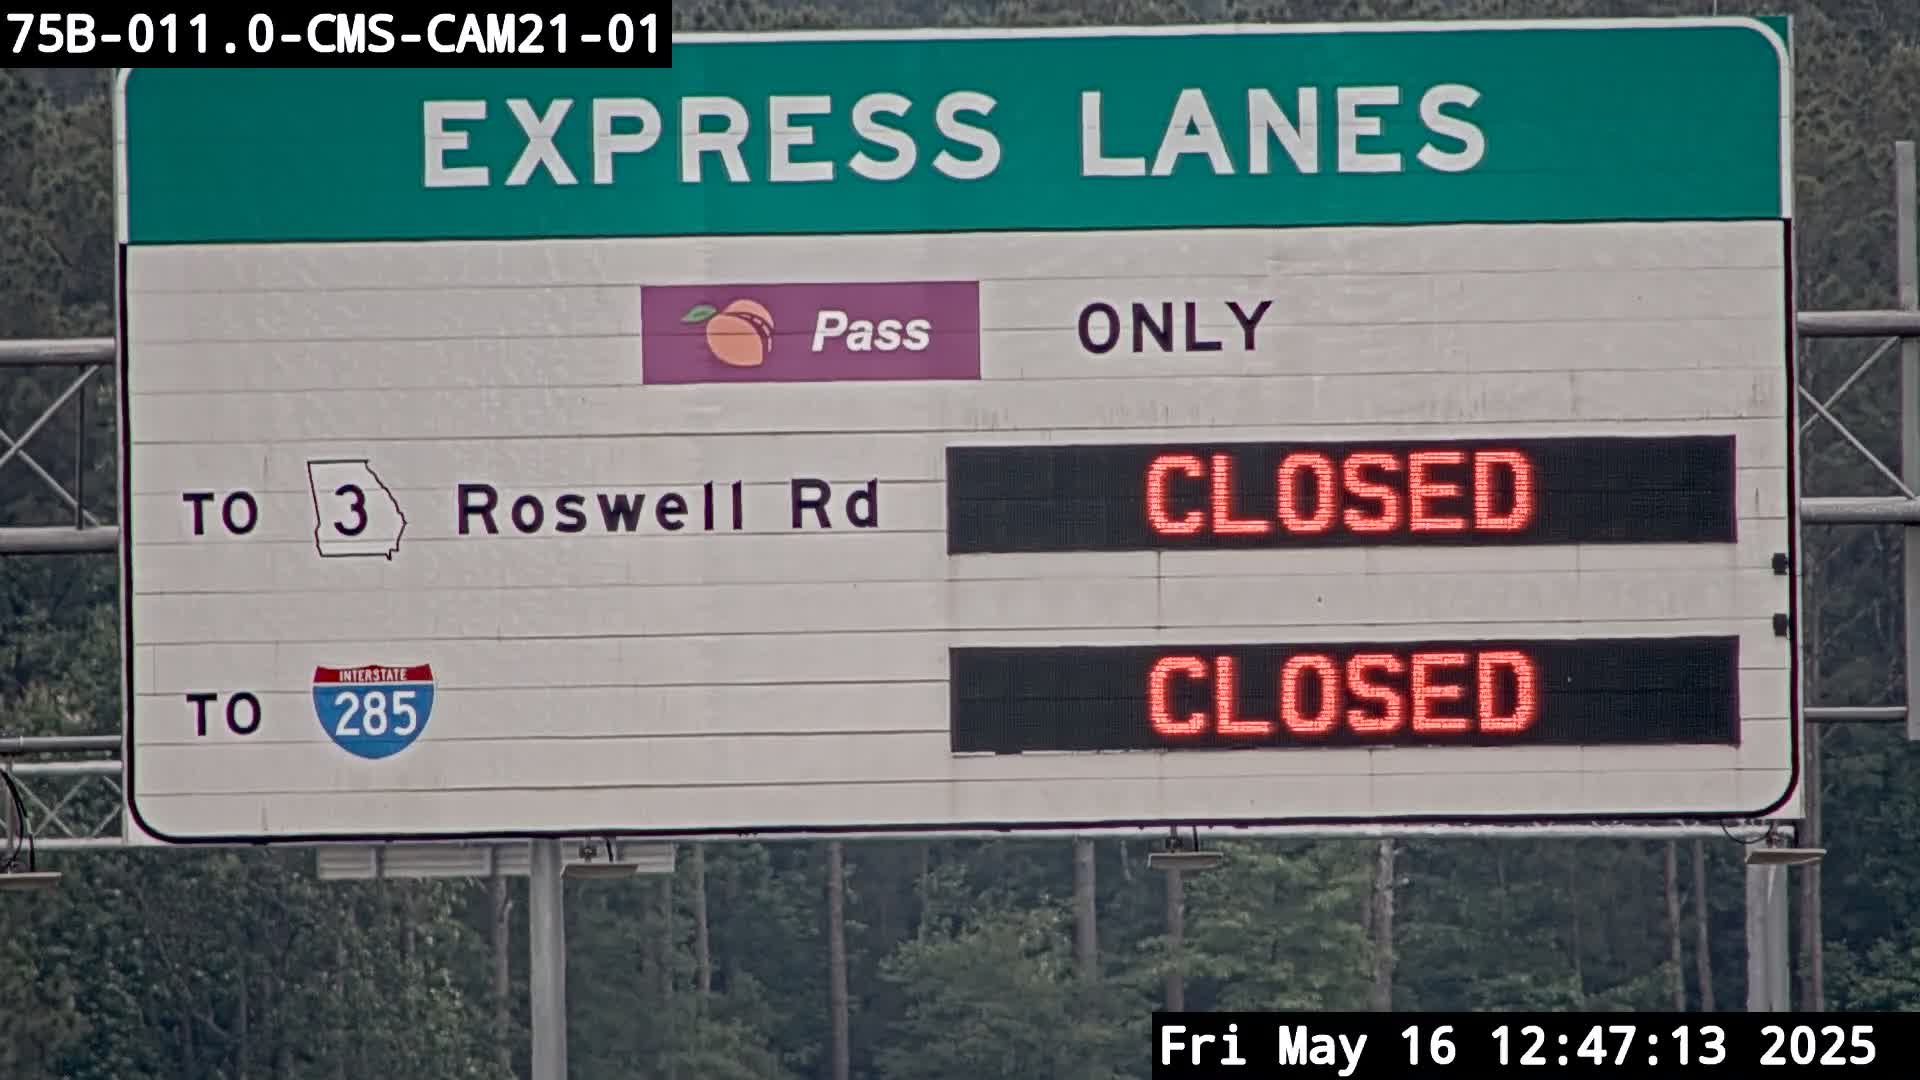 75B-011.0-CMS-CAM21-01
EXPRESS LANES
Pass ONLY
TO 3 Roswell Rd CLOSED
INTERSTATE
TO 285 CLOSED
Fri May 16 12:47:13 2025